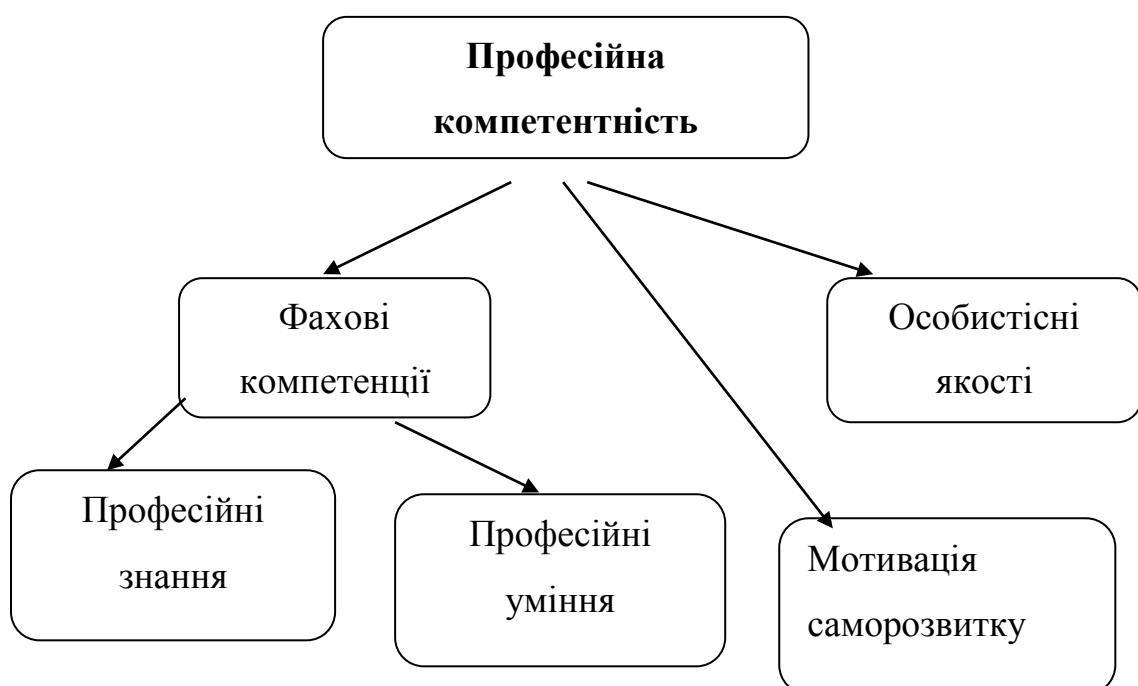 Професійна
компетентність
Фахові
компетенції
Особистісні
якості
Професійні
знання
Професійні
уміння
Мотивація
саморозвитку